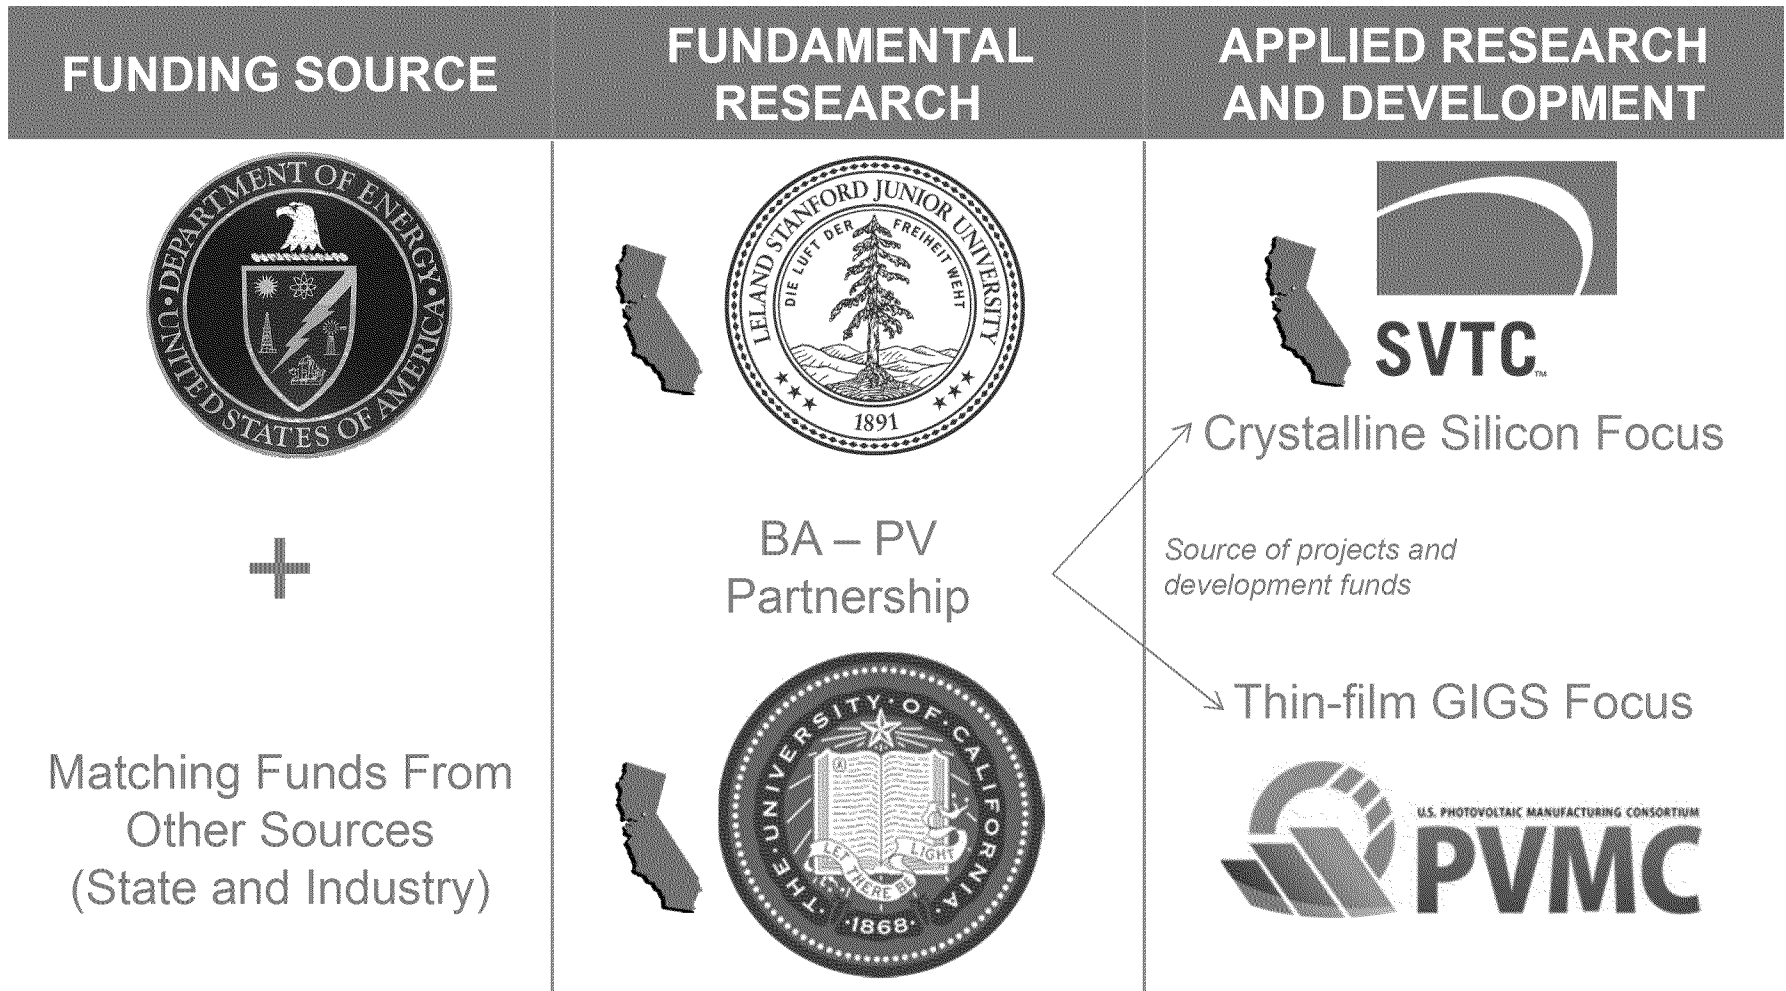 FUNDING SOURCE
FUNDAMENTAL
RESEARCH
APPLIED RESEARCH
AND DEVELOPMENT
DEPARTMENT OF ENERGY
UNITED STATES OF AMERICA
+
Matching Funds From
Other Sources
(State and Industry)
LELAND STANFORD JUNIOR UNIVERSITY
DIE LUFT DER FREIHEIT WEHT
1891
BA – PV
Partnership
THE·UNIVERSITY·OF·CALIFORNIA
A
LET THERE BE LIGHT
·1868·
SVTC™
Crystalline Silicon Focus
Source of projects and
development funds
Thin-film GIGS Focus
U.S. PHOTOVOLTAIC MANUFACTURING CONSORTIUM
PVMC